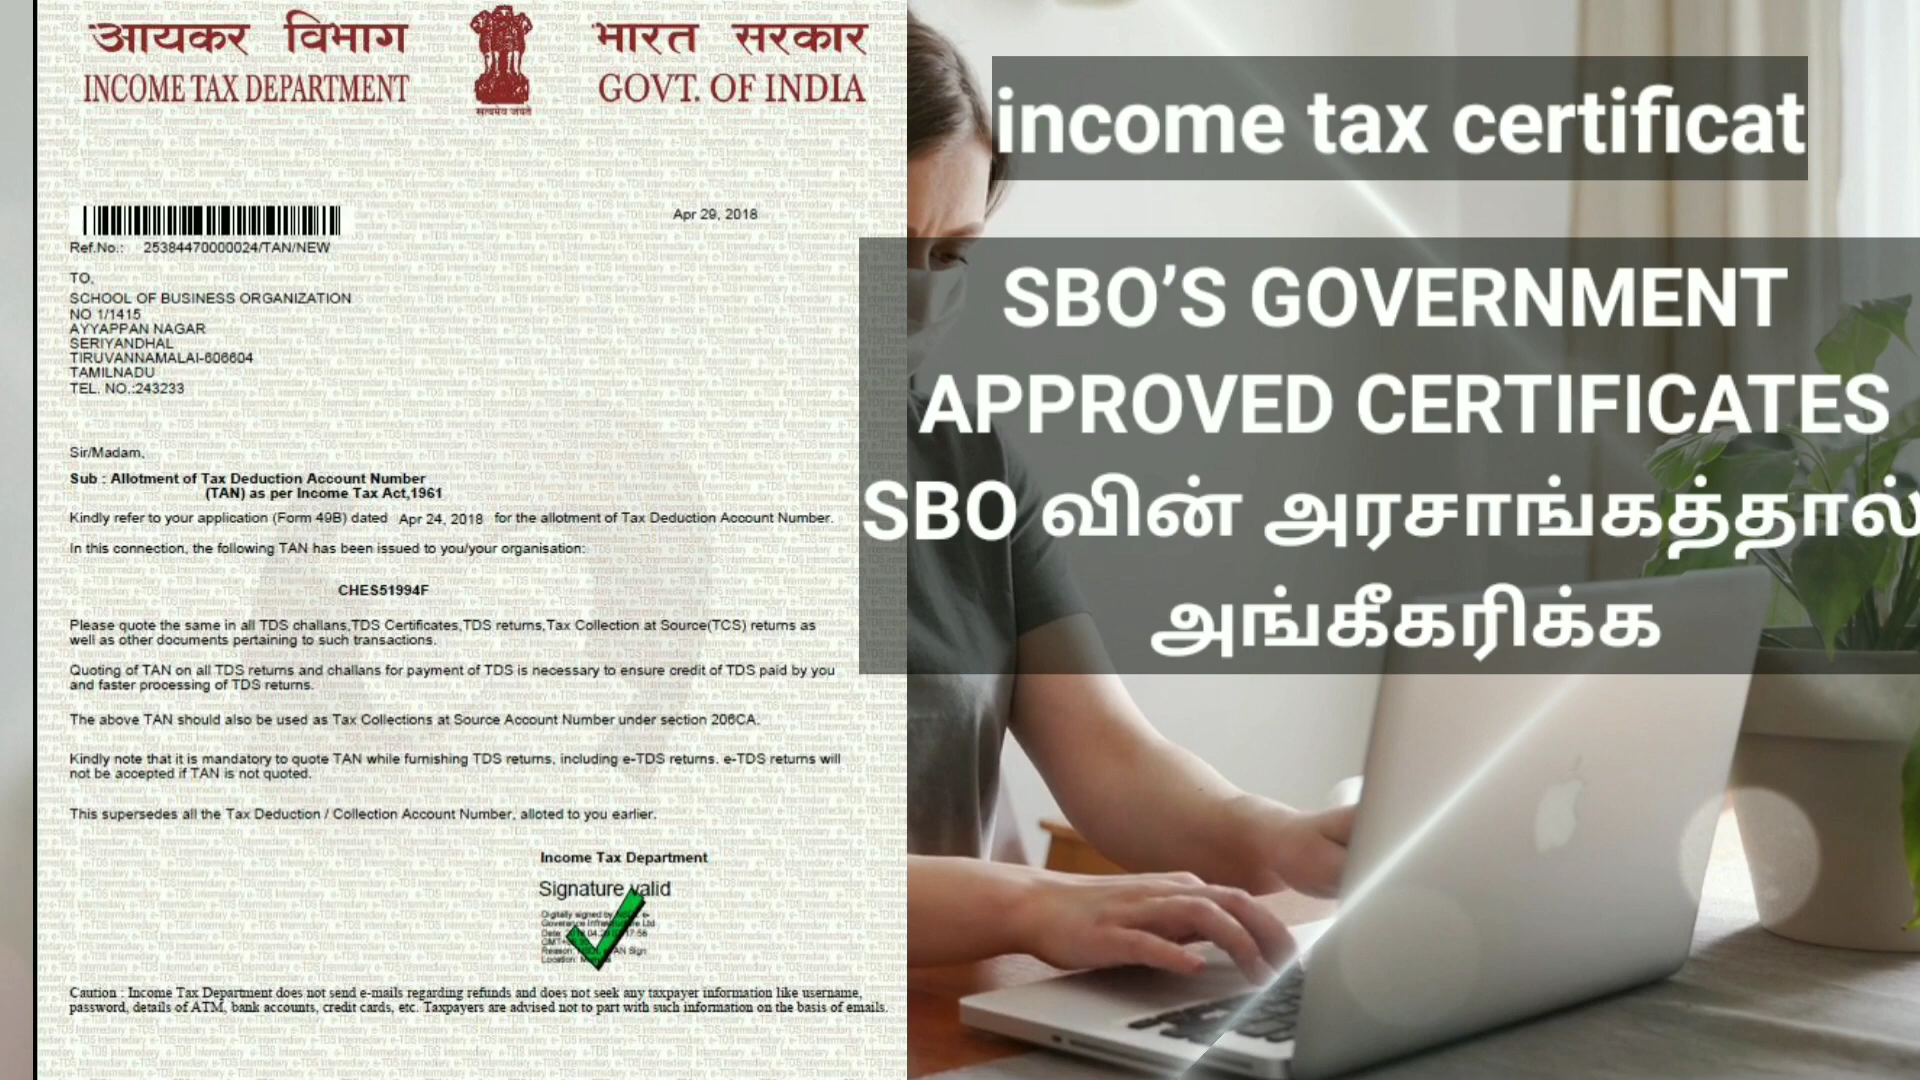 आयकर विभाग
INCOME TAX DEPARTMENT
सत्यमेव जयते
भारत सरकार
GOVT. OF INDIA
Apr 29, 2018
Ref.No.: 25384470000024/TAN/NEW
TO,
SCHOOL OF BUSINESS ORGANIZATION
NO 1/1415
AYYAPPAN NAGAR
SERIYANDHAL
TIRUVANNAMALAI-606604
TAMILNADU
TEL. NO.:243233
Sir/Madam,
Sub : Allotment of Tax Deduction Account Number
(TAN) as per Income Tax Act,1961
Kindly refer to your application (Form 49B) dated Apr 24, 2018 for the allotment of Tax Deduction Account Number.
In this connection, the following TAN has been issued to you/your organisation:
CHES51994F
Please quote the same in all TDS challans,TDS Certificates,TDS returns,Tax Collection at Source(TCS) returns as
well as other documents pertaining to such transactions.
Quoting of TAN on all TDS returns and challans for payment of TDS is necessary to ensure credit of TDS paid by you
and faster processing of TDS returns.
The above TAN should also be used as Tax Collections at Source Account Number under section 206CA.
Kindly note that it is mandatory to quote TAN while furnishing TDS returns, including e-TDS returns. e-TDS returns will
not be accepted if TAN is not quoted.
This supersedes all the Tax Deduction / Collection Account Number, alloted to you earlier.
Income Tax Department
Signature valid
Digitally signed by
Goverance Ltd
Date:
Reason: Sign
Location:
Caution : Income Tax Department does not send e-mails regarding refunds and does not seek any taxpayer information like username,
password, details of ATM, bank accounts, credit cards, etc. Taxpayers are advised not to part with such information on the basis of emails.
income tax certificat
SBO’S GOVERNMENT
APPROVED CERTIFICATES
SBO வின் அரசாங்கத்தால்
அங்கீகரிக்க